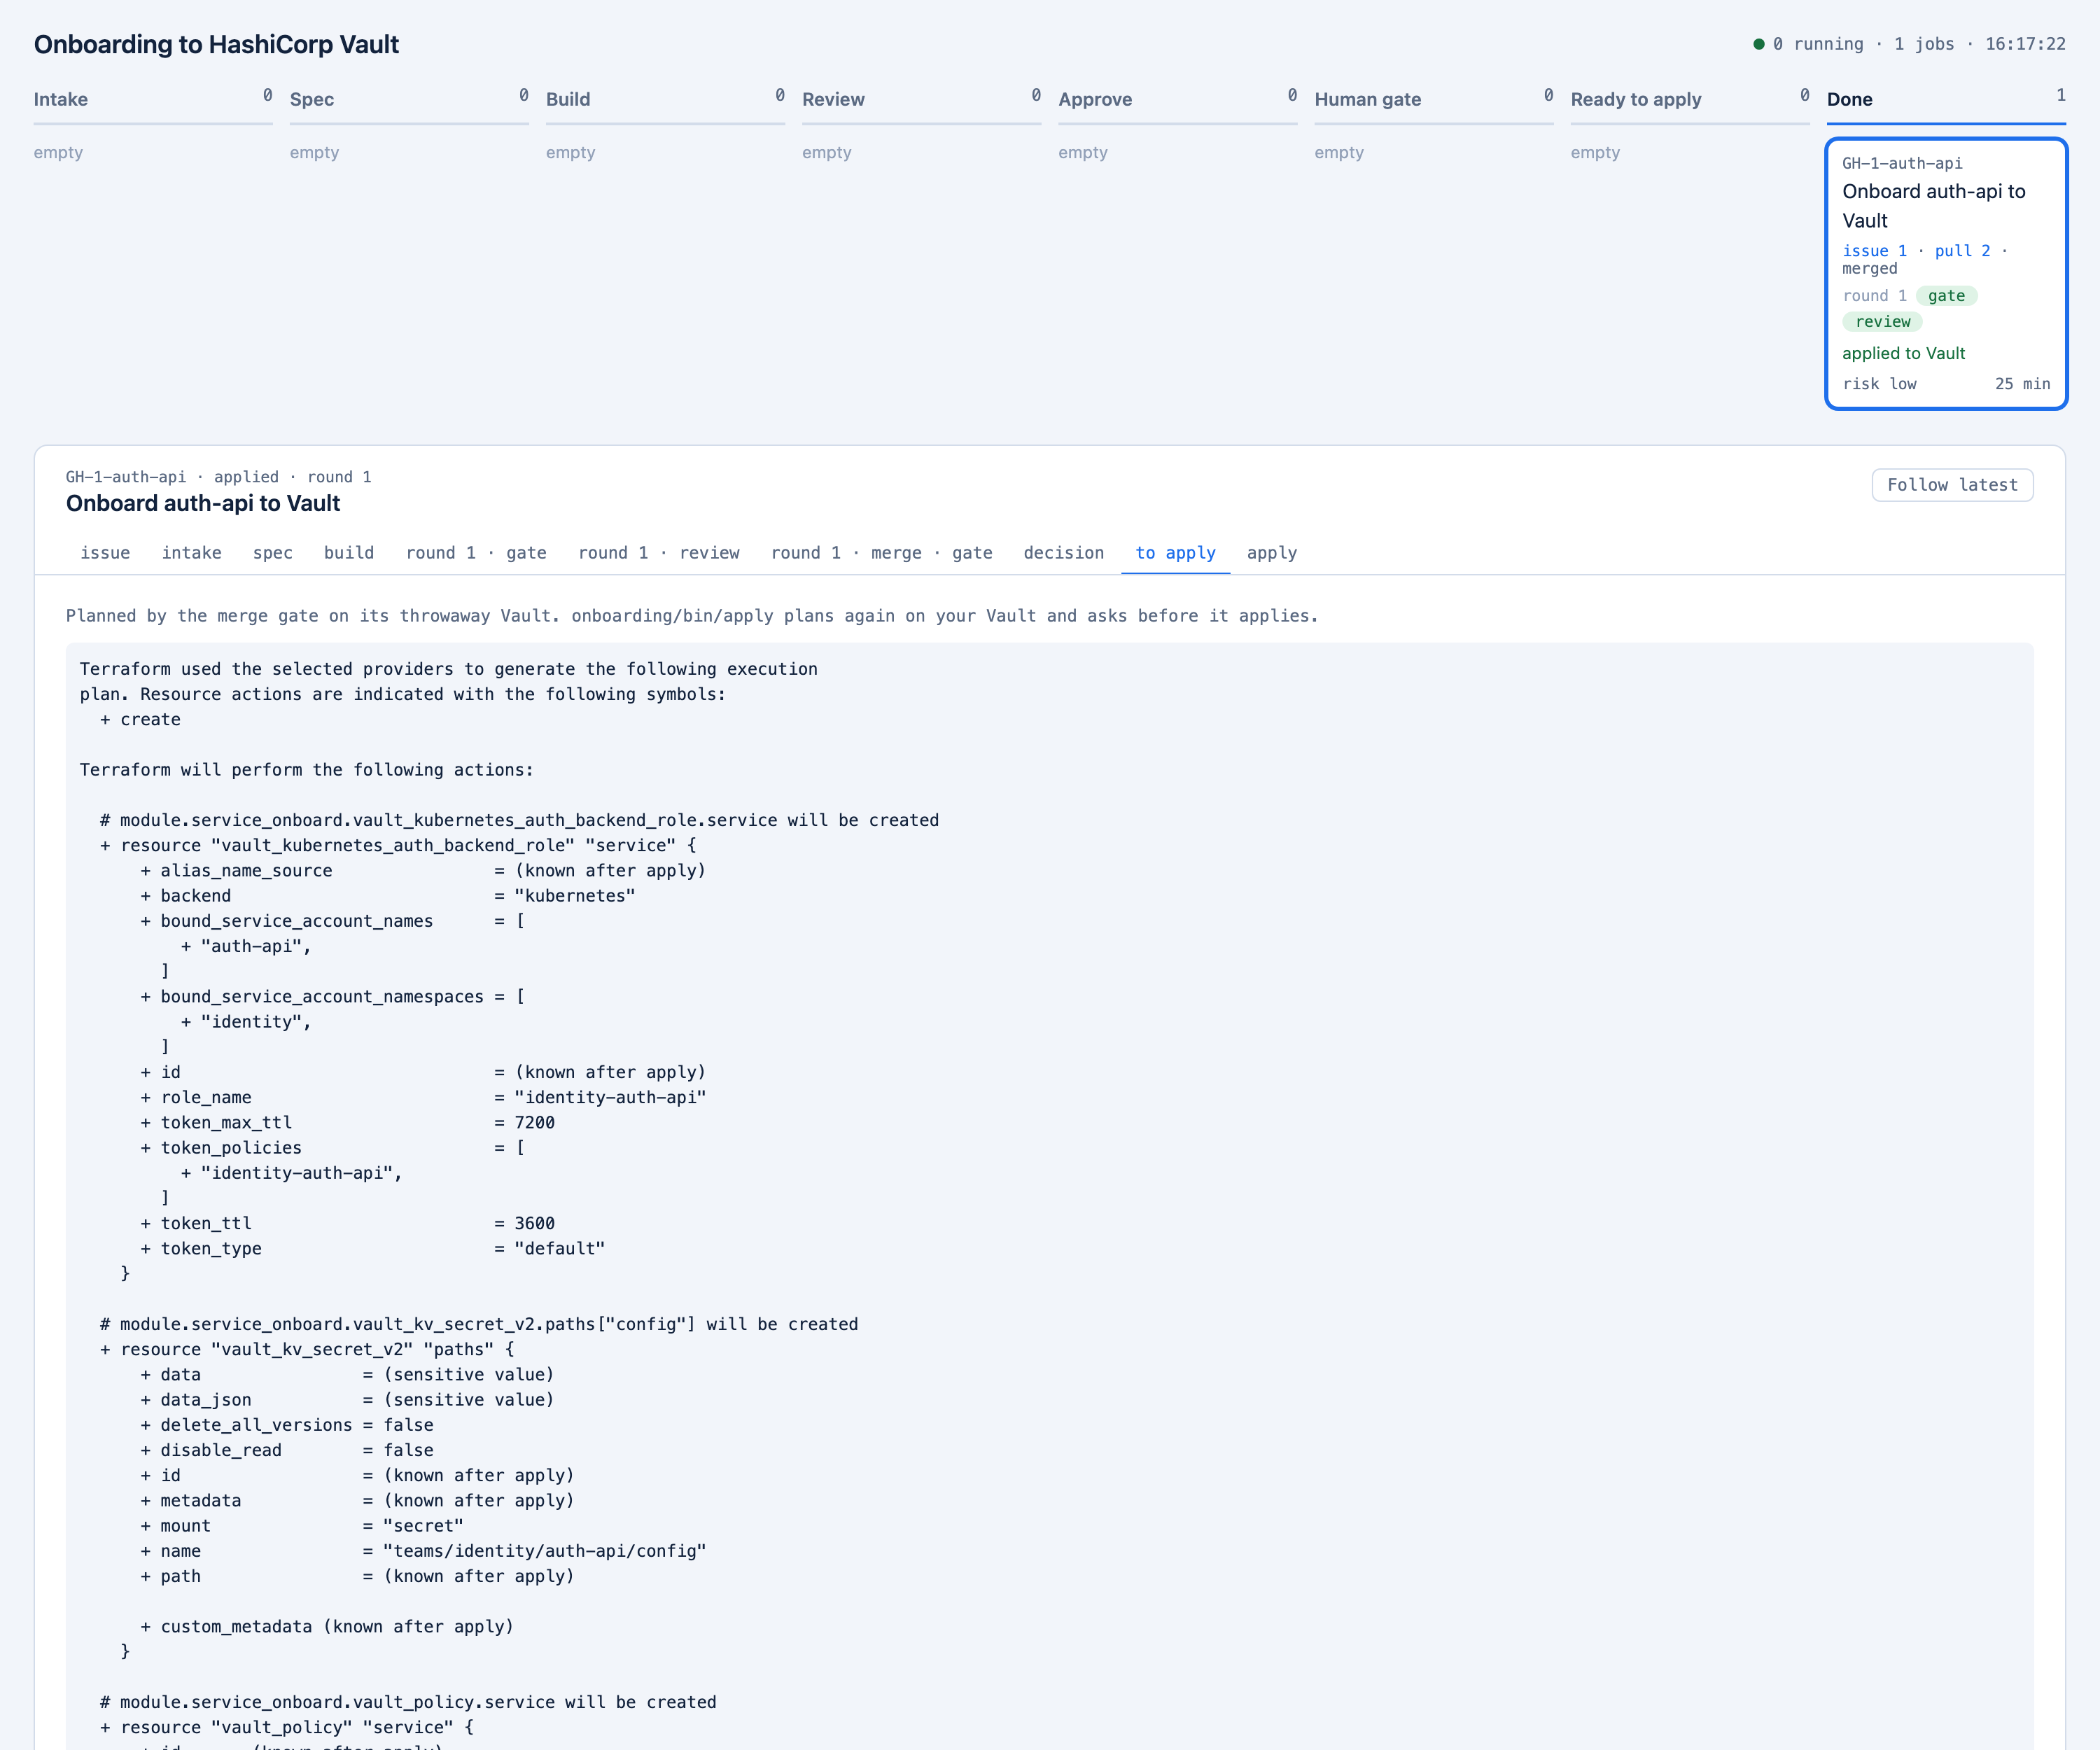 Onboarding to HashiCorp Vault
0 running · 1 jobs · 16:17:22
Intake 0
Spec 0
Build 0
Review 0
Approve 0
Human gate 0
Ready to apply 0
Done 1
empty
empty
empty
empty
empty
empty
empty
GH-1-auth-api
Onboard auth-api to
Vault
issue 1 · pull 2 ·
merged
round 1 gate
review
applied to Vault
risk low 25 min
GH-1-auth-api · applied · round 1
Onboard auth-api to Vault
Follow latest
issue intake spec build round 1 · gate round 1 · review round 1 · merge · gate decision to apply apply
Planned by the merge gate on its throwaway Vault. onboarding/bin/apply plans again on your Vault and asks before it applies.
Terraform used the selected providers to generate the following execution
plan. Resource actions are indicated with the following symbols:
  + create
Terraform will perform the following actions:
  # module.service_onboard.vault_kubernetes_auth_backend_role.service will be created
  + resource "vault_kubernetes_auth_backend_role" "service" {
      + alias_name_source                = (known after apply)
      + backend                          = "kubernetes"
      + bound_service_account_names      = [
          + "auth-api",
        ]
      + bound_service_account_namespaces = [
          + "identity",
        ]
      + id                               = (known after apply)
      + role_name                        = "identity-auth-api"
      + token_max_ttl                    = 7200
      + token_policies                   = [
          + "identity-auth-api",
        ]
      + token_ttl                        = 3600
      + token_type                       = "default"
    }
  # module.service_onboard.vault_kv_secret_v2.paths["config"] will be created
  + resource "vault_kv_secret_v2" "paths" {
      + data                = (sensitive value)
      + data_json           = (sensitive value)
      + delete_all_versions = false
      + disable_read        = false
      + id                  = (known after apply)
      + metadata            = (known after apply)
      + mount               = "secret"
      + name                = "teams/identity/auth-api/config"
      + path                = (known after apply)
      + custom_metadata (known after apply)
    }
  # module.service_onboard.vault_policy.service will be created
  + resource "vault_policy" "service" {
      + id     = (known after apply)